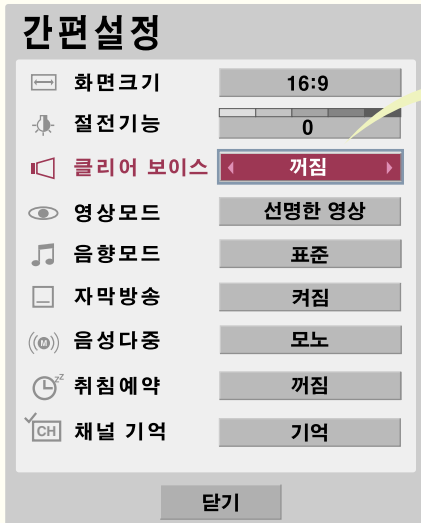 간편설정
화면크기 16:9
절전기능 0
클리어 보이스 꺼짐
영상모드 선명한 영상
음향모드 표준
자막방송 켜짐
(M) 음성다중 모노
zz 취침예약 꺼짐
CH 채널 기억 기억
닫기